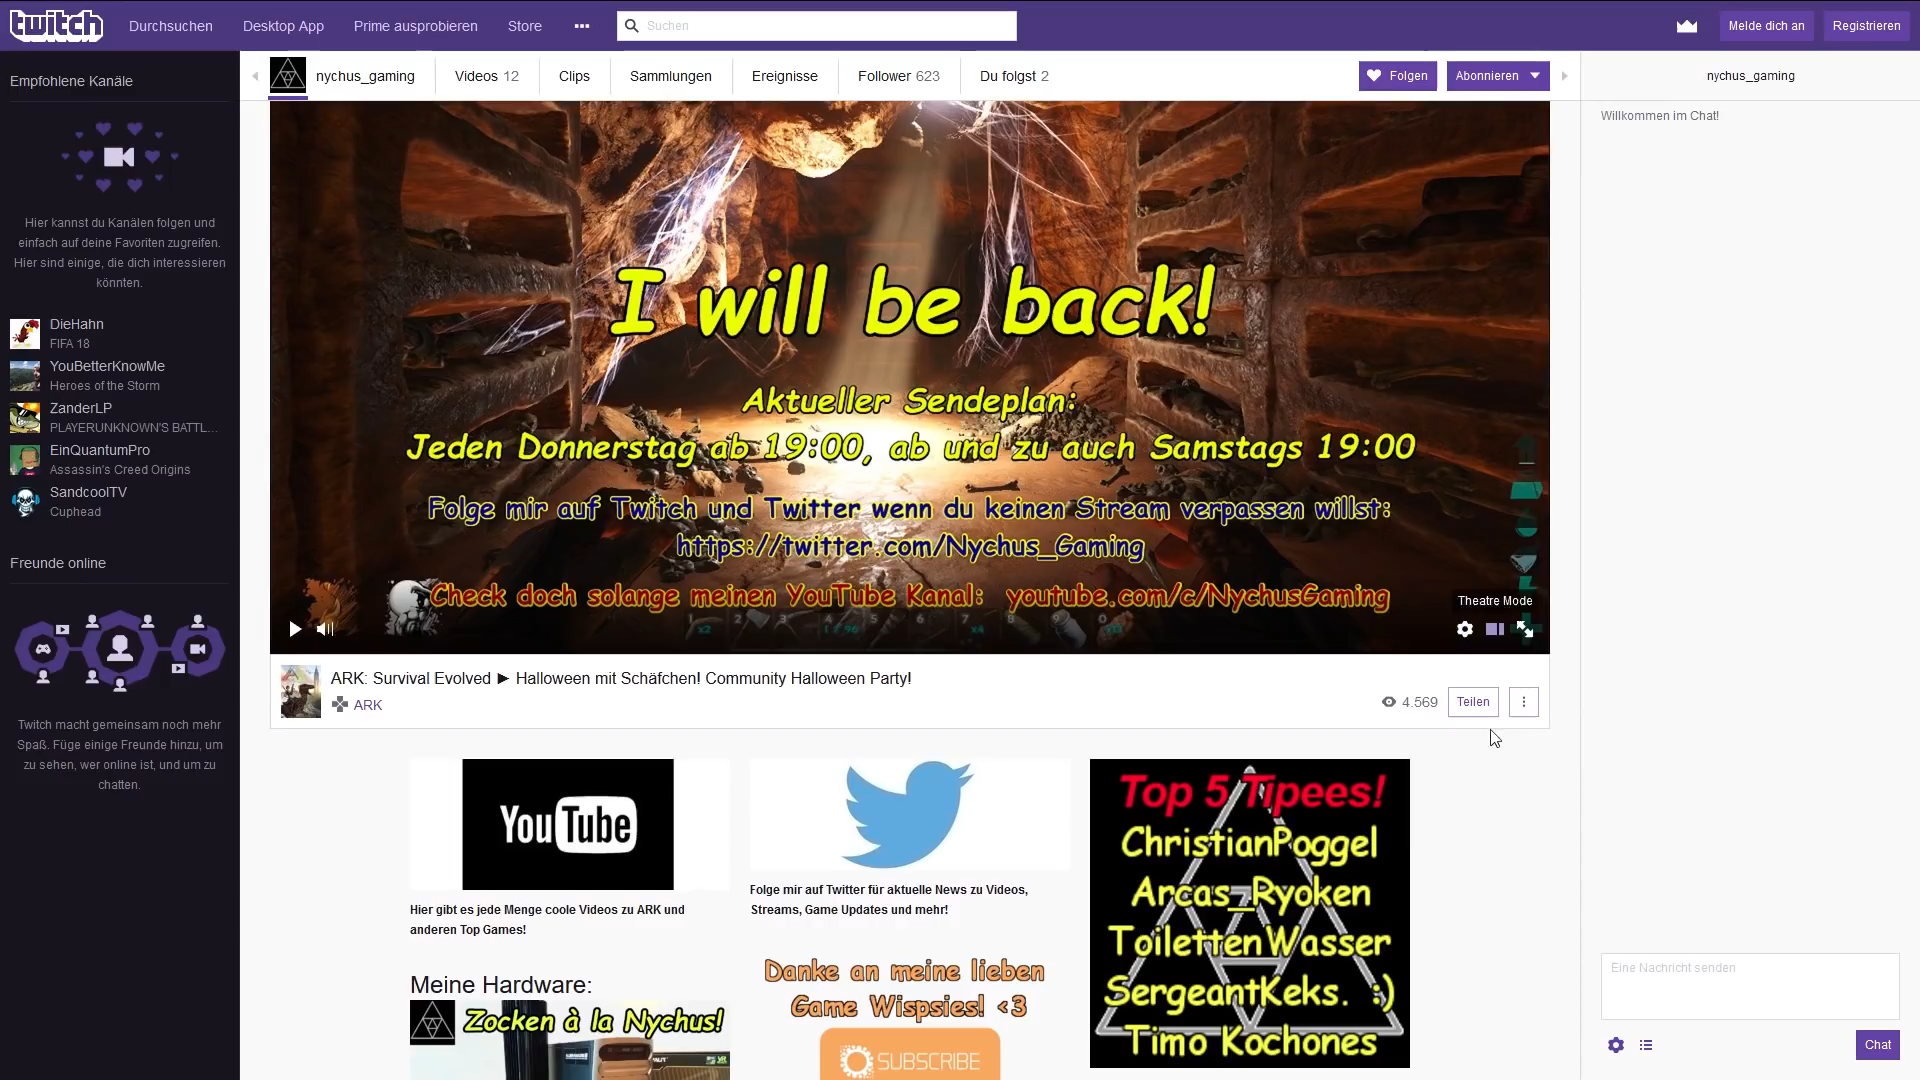 twitch
Durchsuchen
Desktop App
Prime ausprobieren
Store
Suchen
Melde dich an
Registrieren
Empfohlene Kanäle
Hier kannst du Kanälen folgen und
einfach auf deine Favoriten zugreifen.
Hier sind einige, die dich interessieren
könnten.
DieHahn
FIFA 18
YouBetterKnowMe
Heroes of the Storm
ZanderLP
PLAYERUNKNOWN'S BATTL...
EinQuantumPro
Assassin's Creed Origins
SandcoolTV
Cuphead
Freunde online
Twitch macht gemeinsam noch mehr
Spaß. Füge einige Freunde hinzu, um
zu sehen, wer online ist, und um zu
chatten.
nychus_gaming
Videos 12
Clips
Sammlungen
Ereignisse
Follower 623
Du folgst 2
Folgen
Abonnieren
I will be back!
Aktueller Sendeplan:
Jeden Donnerstag ab 19:00, ab und zu auch Samstags 19:00
Folge mir auf Twitch und Twitter wenn du keinen Stream verpassen willst:
https://twitter.com/Nychus_Gaming
Check doch solange meinen YouTube Kanal: youtube.com/c/NychusGaming
Theatre Mode
ARK: Survival Evolved ► Halloween mit Schäfchen! Community Halloween Party!
ARK
4.569
Teilen
YouTube
Hier gibt es jede Menge coole Videos zu ARK und
anderen Top Games!
Meine Hardware:
Zocken à la Nychus!
Folge mir auf Twitter für aktuelle News zu Videos,
Streams, Game Updates und mehr!
Danke an meine lieben
Game Wispsies! <3
SUBSCRIBE
Top 5 Tipees!
ChristianPoggel
Arcas_Ryoken
ToilettenWasser
SergeantKeks. :)
Timo Kochones
nychus_gaming
Willkommen im Chat!
Eine Nachricht senden
Chat